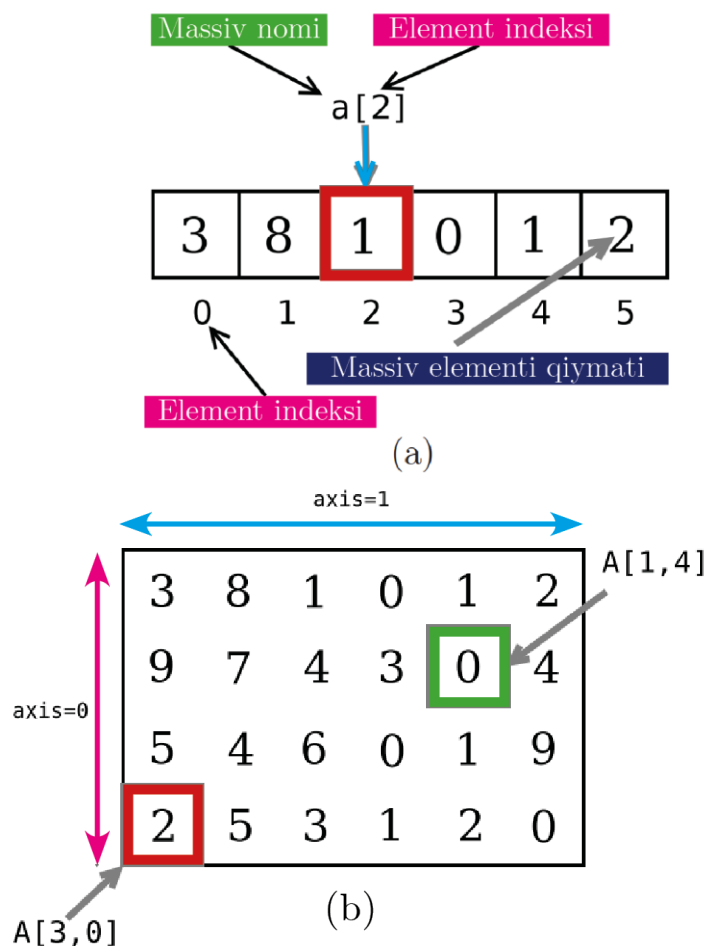 Massiv nomi Element indeksi
a[2]
3 8 1 0 1 2
0 1 2 3 4 5
Massiv elementi qiymati
Element indeksi
(a)
axis=1
A[1,4]
3 8 1 0 1 2
9 7 4 3 0 4
axis=0
5 4 6 0 1 9
2 5 3 1 2 0
(b)
A[3,0]